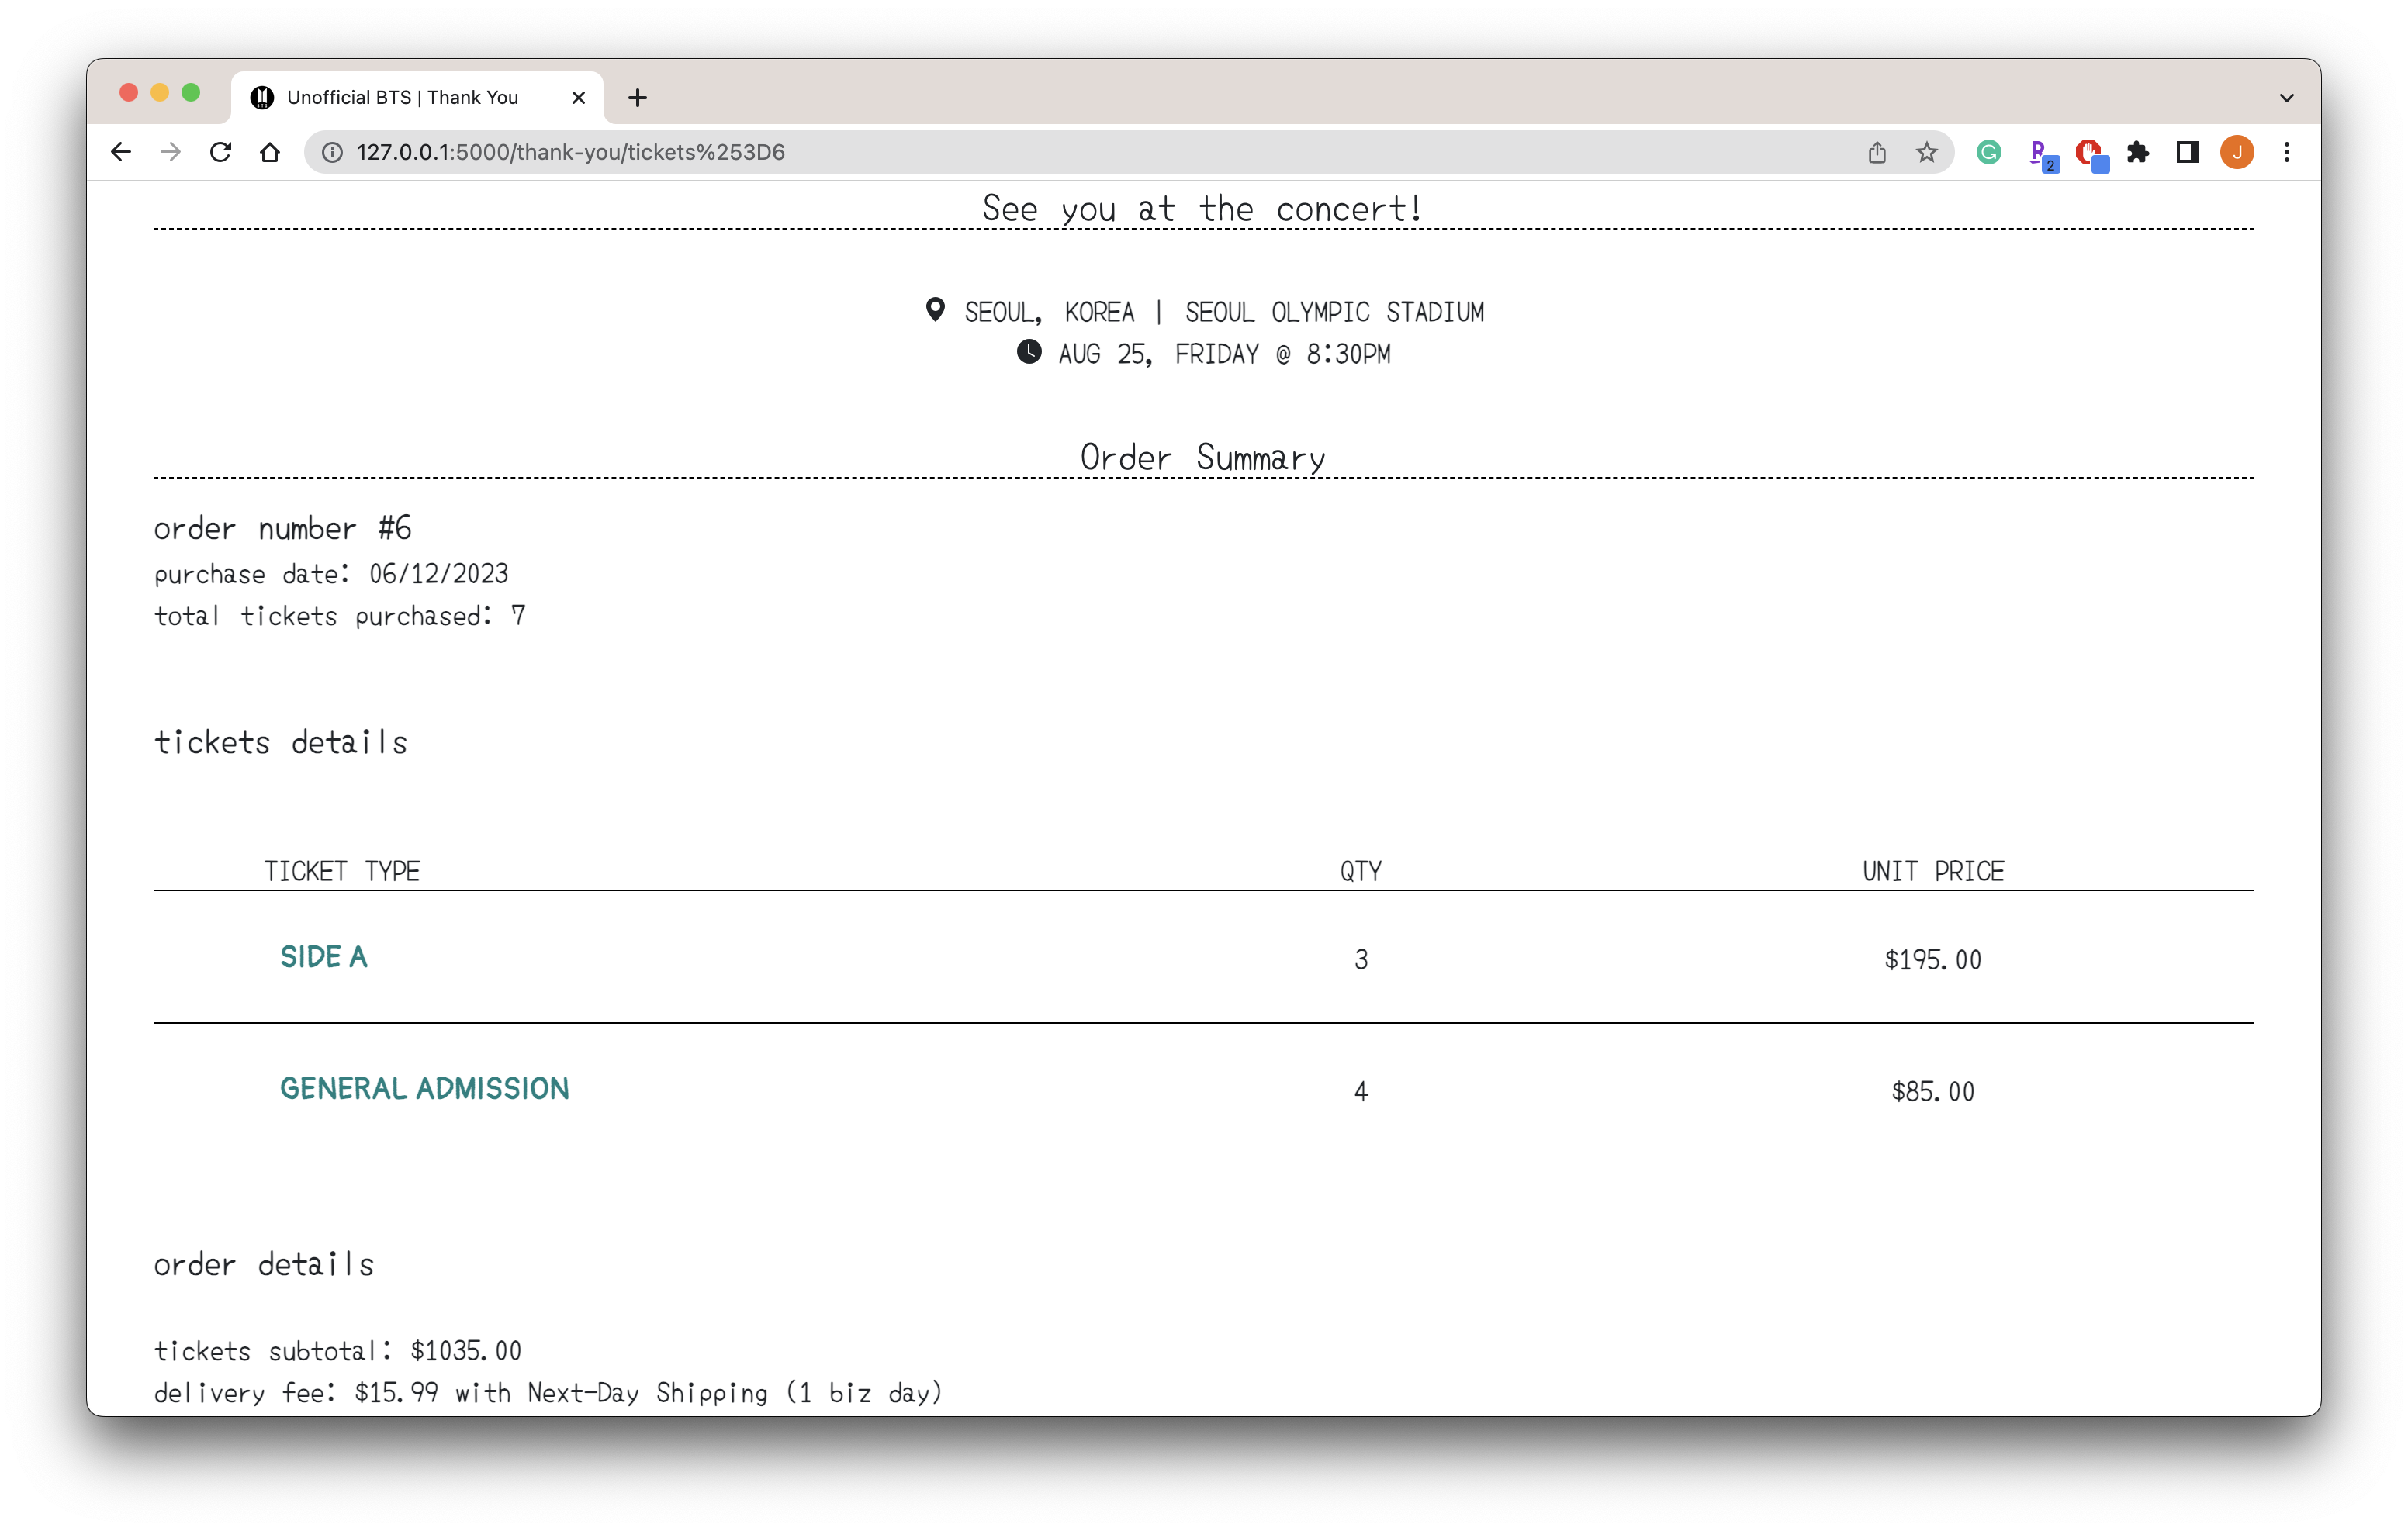 Unofficial BTS | Thank You
127.0.0.1:5000/thank-you/tickets%253D6
2
J
See you at the concert!
SEOUL, KOREA | SEOUL OLYMPIC STADIUM
AUG 25, FRIDAY @ 8:30PM
Order Summary
order number #6
purchase date: 06/12/2023
total tickets purchased: 7
tickets details
TICKET TYPE QTY UNIT PRICE
SIDE A 3 $195.00
GENERAL ADMISSION 4 $85.00
order details
tickets subtotal: $1035.00
delivery fee: $15.99 with Next-Day Shipping (1 biz day)